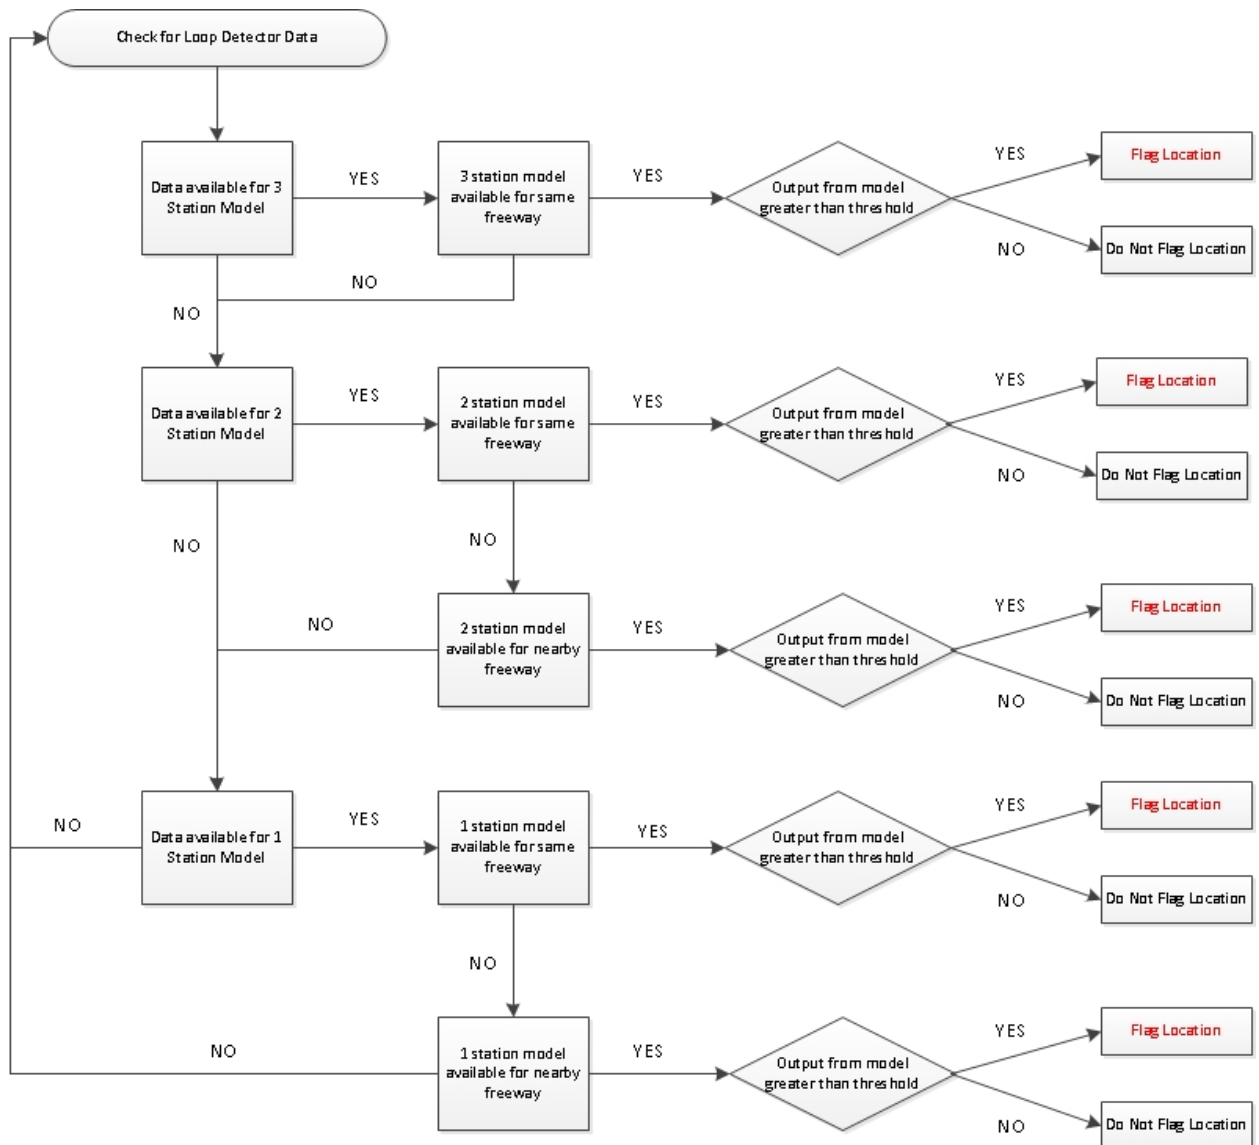 Check for Loop Detector Data
Data available for 3
Station Model
YES
3 station model
available for same
freeway
YES
Output from model
greater than threshold
YES
Flag Location
NO
Do Not Flag Location
NO
NO
Data available for 2
Station Model
YES
2 station model
available for same
freeway
YES
Output from model
greater than threshold
YES
Flag Location
NO
Do Not Flag Location
NO
NO
2 station model
available for nearby
freeway
NO
YES
Output from model
greater than threshold
YES
Flag Location
NO
Do Not Flag Location
NO
Data available for 1
Station Model
YES
1 station model
available for same
freeway
YES
Output from model
greater than threshold
YES
Flag Location
NO
Do Not Flag Location
NO
NO
1 station model
available for nearby
freeway
YES
Output from model
greater than threshold
YES
Flag Location
NO
Do Not Flag Location